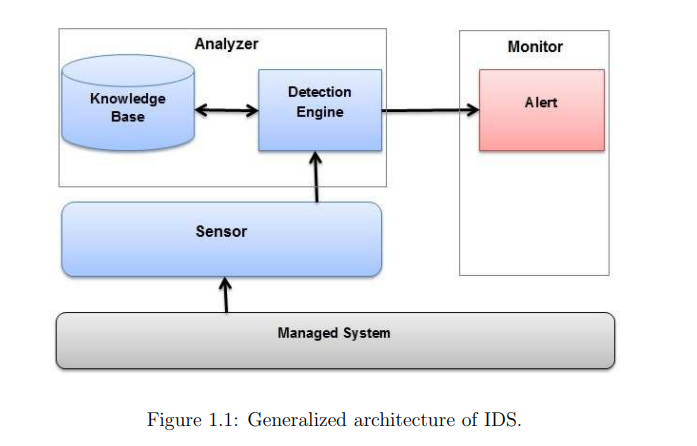 Analyzer
Monitor
Knowledge
Base
Detection
Engine
Alert
Sensor
Managed System
Figure 1.1: Generalized architecture of IDS.